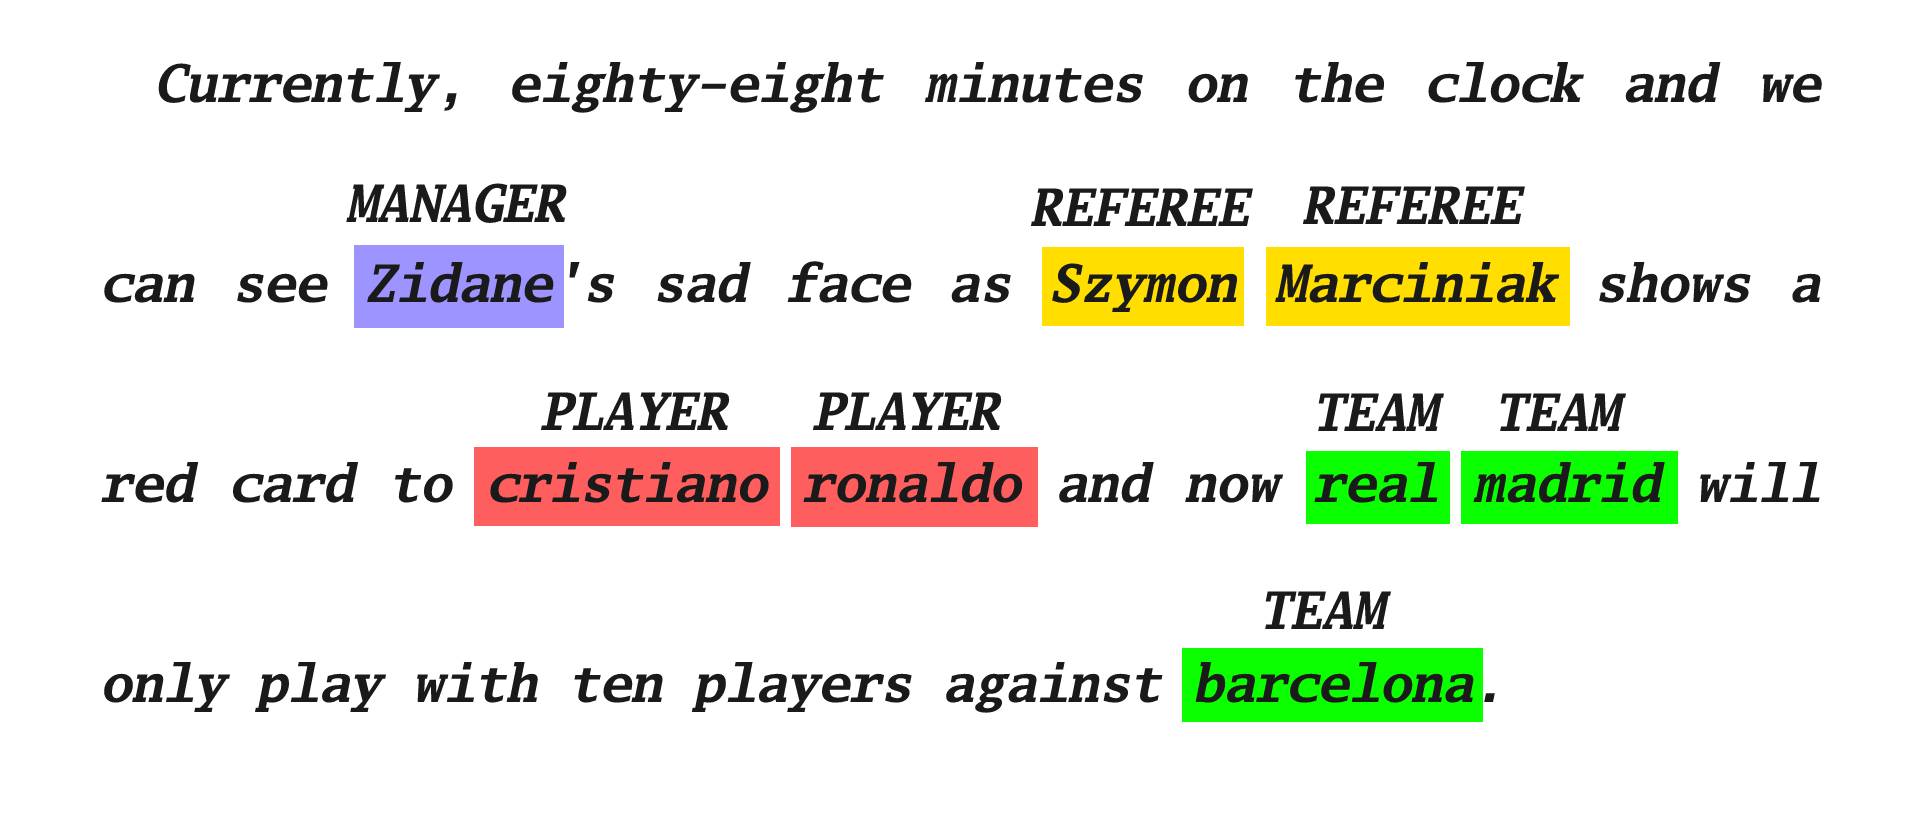 Currently, eighty-eight minutes on the clock and we
MANAGER REFEREE REFEREE
can see Zidane's sad face as Szymon Marciniak shows a
PLAYER PLAYER TEAM TEAM
red card to cristiano ronaldo and now real madrid will
TEAM
only play with ten players against barcelona.